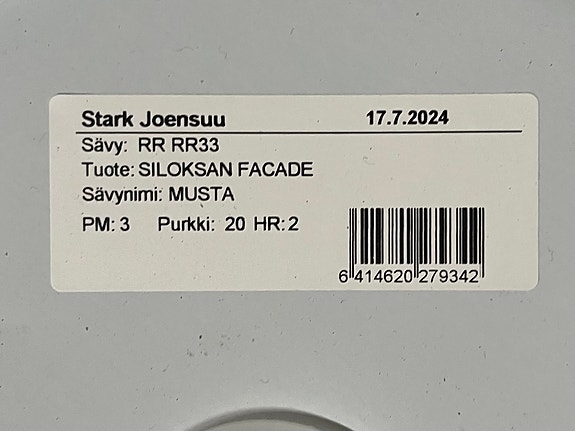 Stark Joensuu 17.7.2024
Sävy: RR RR33
Tuote: SILOKSAN FACADE
Sävynimi: MUSTA
PM: 3 Purkki: 20 HR: 2
6 414620 279342